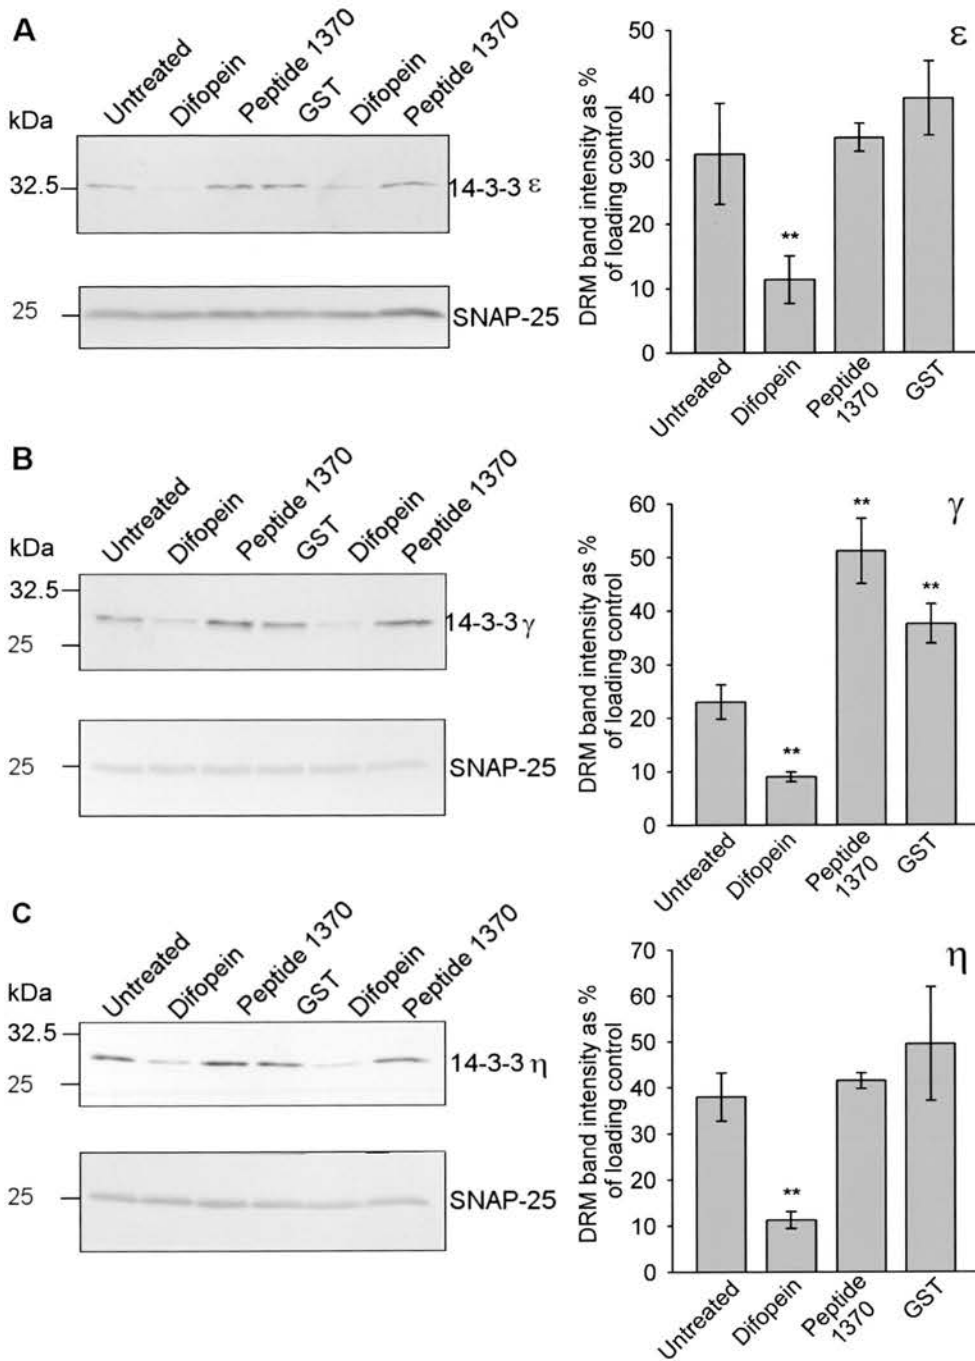 A
Untreated
Difopein
Peptide 1370
GST
Difopein
Peptide 1370
kDa
32.5
14-3-3 ε
25
SNAP-25
DRM band intensity as %
of loading control
50
40
30
20
10
0
ε
**
Untreated
Difopein
Peptide
1370
GST
B
Untreated
Difopein
Peptide 1370
GST
Difopein
Peptide 1370
kDa
32.5
25
14-3-3 γ
25
SNAP-25
DRM band intensity as %
of loading control
60
50
40
30
20
10
0
γ
**
**
**
Untreated
Difopein
Peptide
1370
GST
C
Untreated
Difopein
Peptide 1370
GST
Difopein
Peptide 1370
kDa
32.5
25
14-3-3 η
25
SNAP-25
DRM band intensity as %
of loading control
70
60
50
40
30
20
10
0
η
**
Untreated
Difopein
Peptide
1370
GST